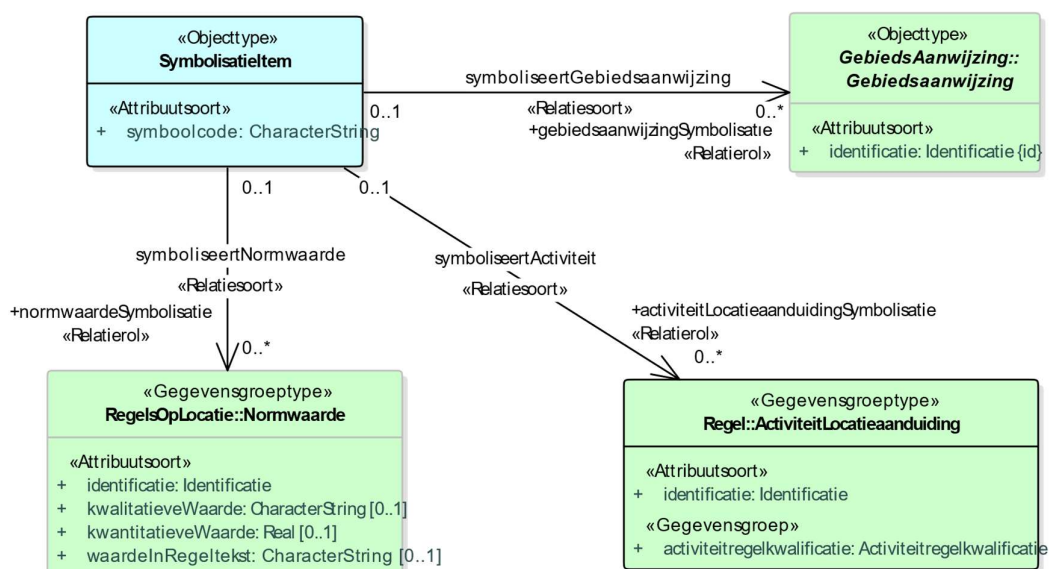 «Objecttype»
SymbolisatieItem
«Attribuutsoort»
+ symboolcode: CharacterString
symboliseertGebiedsaanwijzing
0..1
«Relatiesoort»
0..*
+gebiedsaanwijzingSymbolisatie
«Relatierol»
«Objecttype»
GebiedsAanwijzing::
Gebiedsaanwijzing
«Attribuutsoort»
+ identificatie: Identificatie {id}
0..1
symboliseertNormwaarde
«Relatiesoort»
+normwaardeSymbolisatie
«Relatierol»
0..*
0..1
symboliseertActiviteit
«Relatiesoort»
+activiteitLocatieaanduidingSymbolisatie
«Relatierol»
0..*
«Gegevensgroeptype»
RegelsOpLocatie::Normwaarde
«Attribuutsoort»
+ identificatie: Identificatie
+ kwalitatieveWaarde: CharacterString [0..1]
+ kwantitatieveWaarde: Real [0..1]
+ waardeInRegeltekst: CharacterString [0..1]
«Gegevensgroeptype»
Regel::ActiviteitLocatieaanduiding
«Attribuutsoort»
+ identificatie: Identificatie
«Gegevensgroep»
+ activiteitregelkwalificatie: Activiteitregelkwalificatie